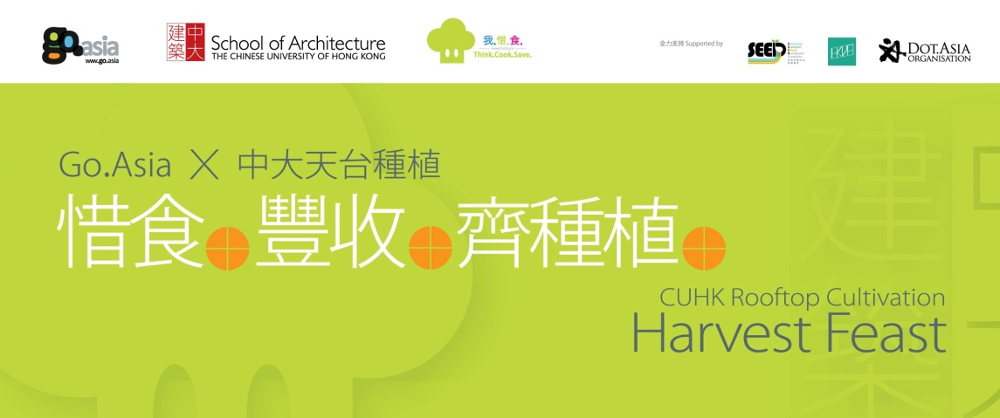 go.asia
www.go.asia
建築
中大
School of Architecture
THE CHINESE UNIVERSITY OF HONG KONG
我.惜.食.
Think.Cook.Save.
全力支持 Supported by
SEED
DOT.ASIA
ORGANISATION
Go.Asia X 中大天台種植
惜食 豐收 齊種植
CUHK Rooftop Cultivation
Harvest Feast
建築